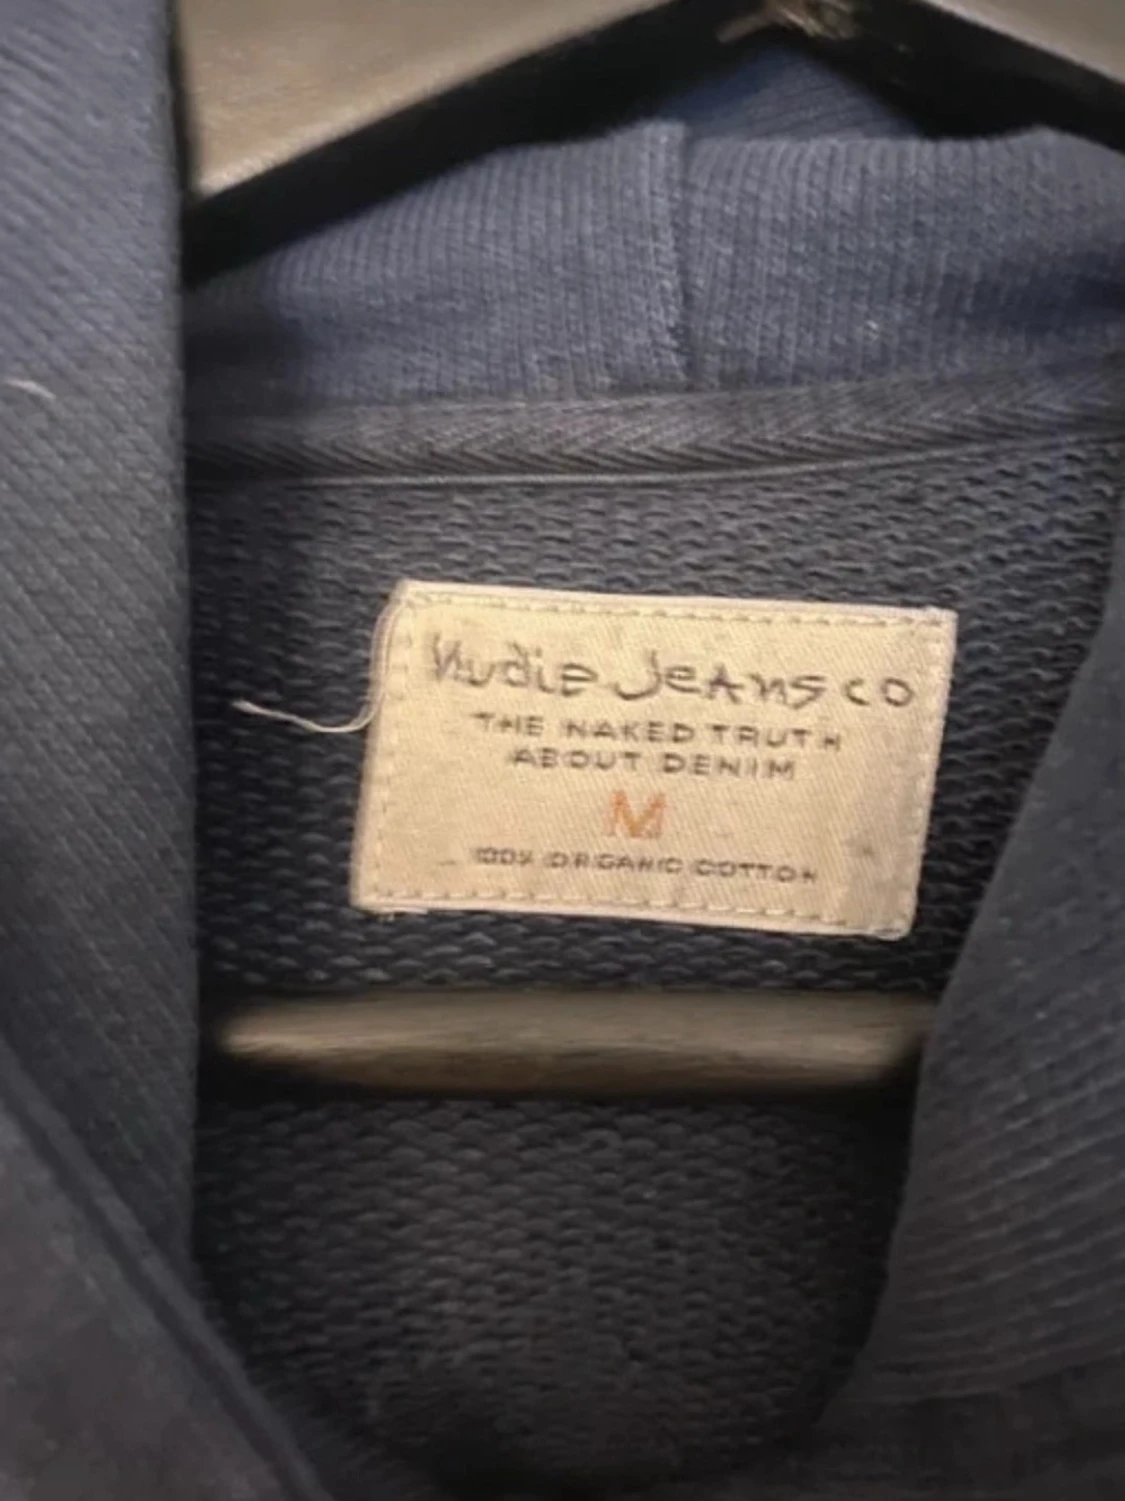 Nudie Jeans co
THE NAKED TRUTH
ABOUT DENIM
M
100% ORGANIC COTTON